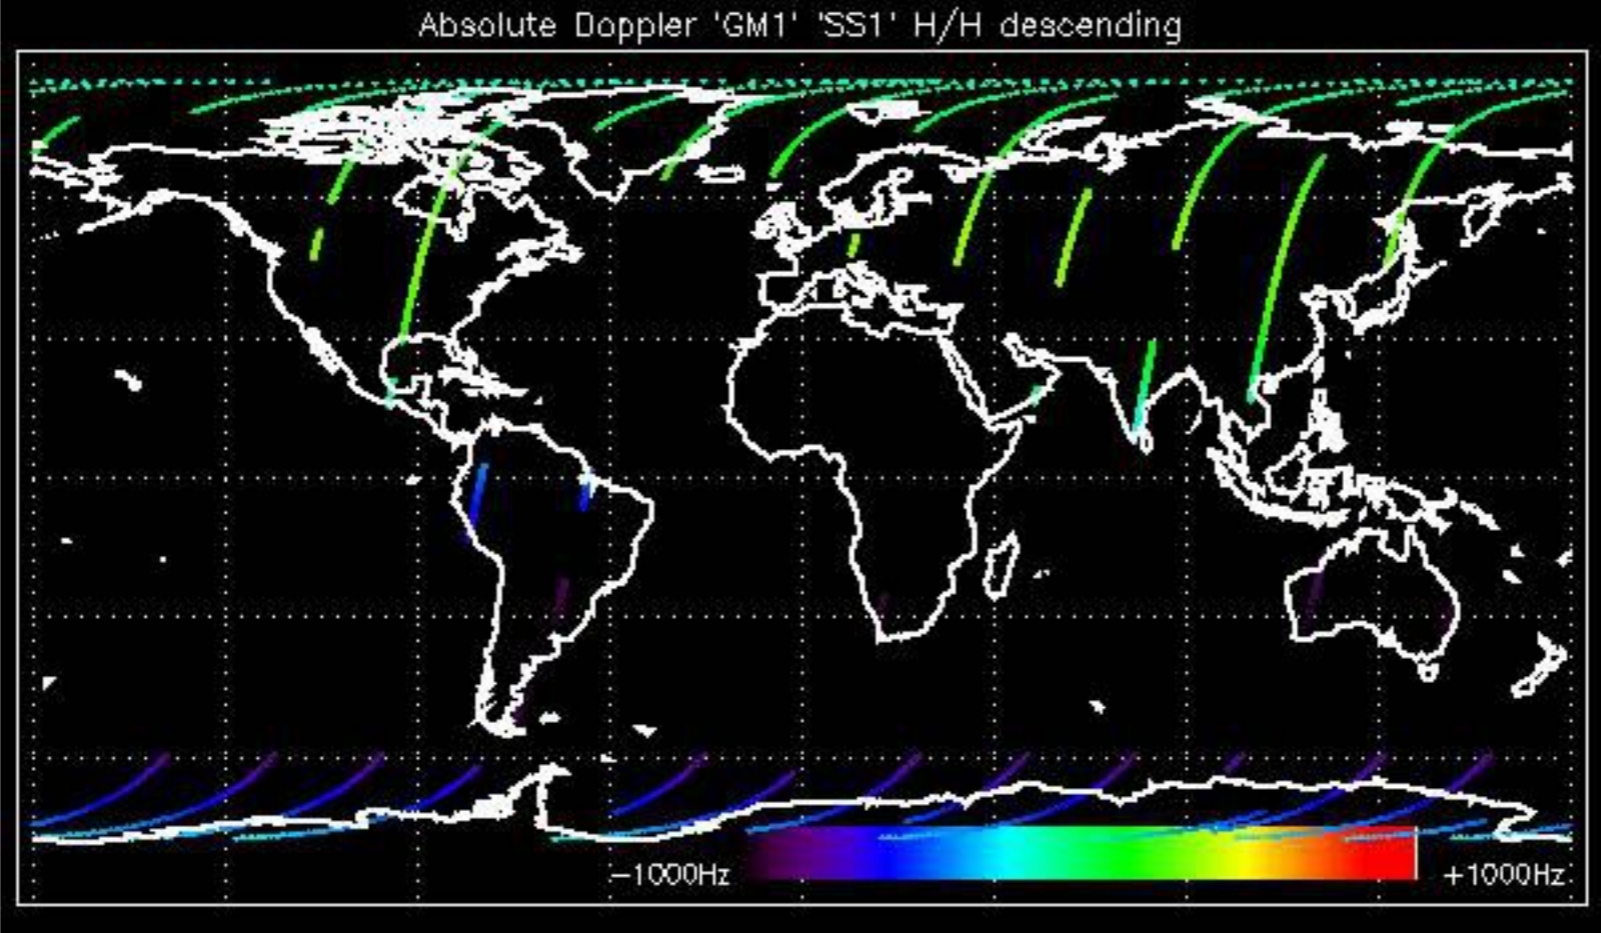 Absolute Doppler 'GM1' 'SS1' H/H descending
−1000Hz
+1000Hz